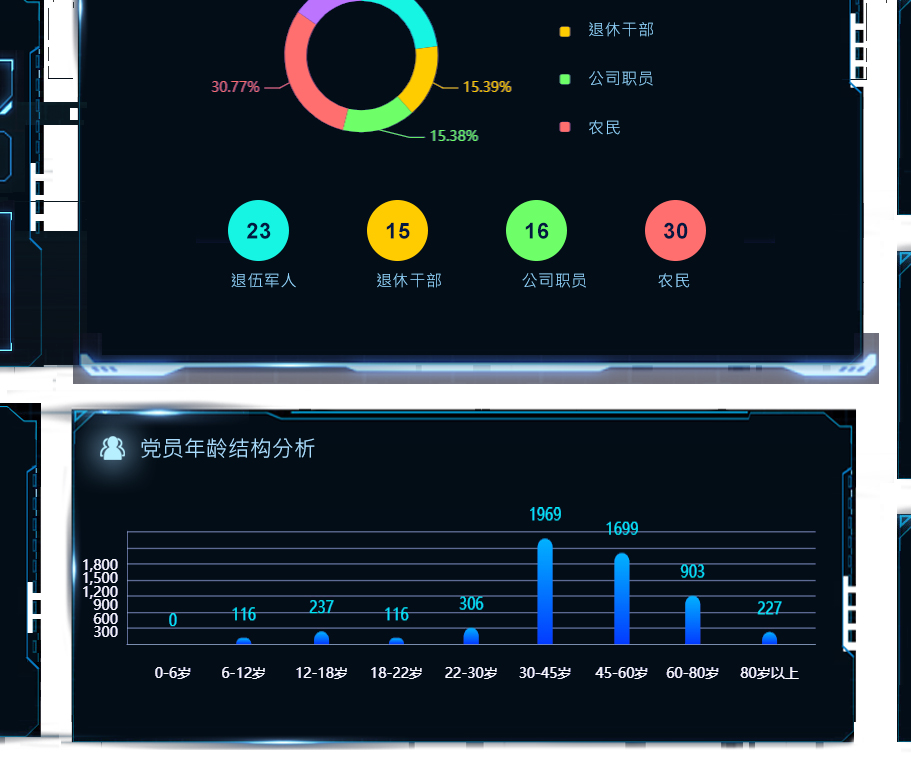 退休干部
公司职员
农民
30.77%
15.39%
15.38%
23
15
16
30
退伍军人
退休干部
公司职员
农民
党员年龄结构分析
1,800
1,500
1,200
900
600
300
0
116
237
116
306
1969
1699
903
227
0-6岁
6-12岁
12-18岁
18-22岁
22-30岁
30-45岁
45-60岁
60-80岁
80岁以上